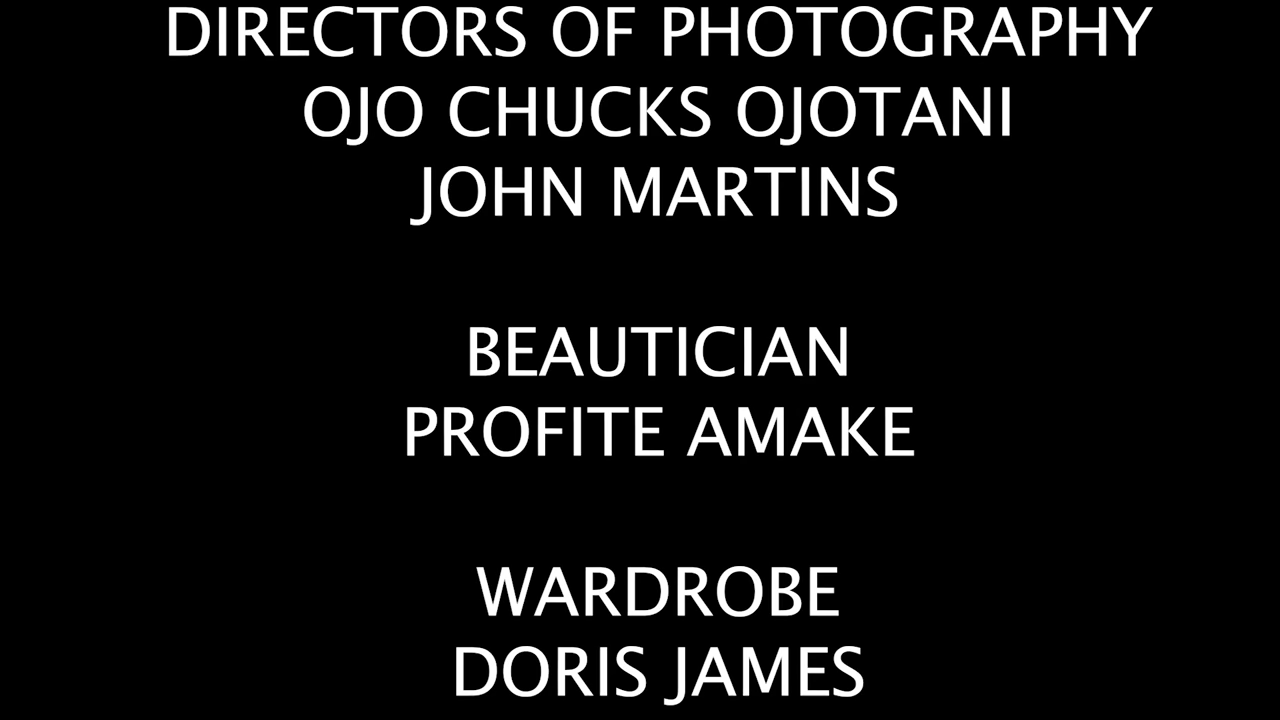 DIRECTORS OF PHOTOGRAPHY
OJO CHUCKS OJOTANI
JOHN MARTINS
BEAUTICIAN
PROFITE AMAKE
WARDROBE
DORIS JAMES